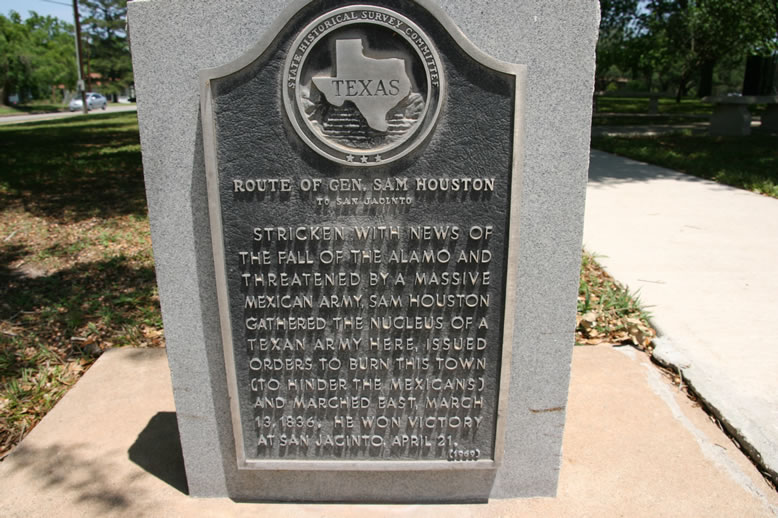 STATE HISTORICAL SURVEY COMMITTEE
TEXAS
ROUTE OF GEN. SAM HOUSTON
TO SAN JACINTO
STRICKEN WITH NEWS OF
THE FALL OF THE ALAMO AND
THREATENED BY A MASSIVE
MEXICAN ARMY, SAM HOUSTON
GATHERED THE NUCLEUS OF A
TEXAN ARMY HERE, ISSUED
ORDERS TO BURN THIS TOWN
(TO HINDER THE MEXICANS)
AND MARCHED EAST, MARCH
13, 1836. HE WON VICTORY
AT SAN JACINTO, APRIL 21.
(1969)